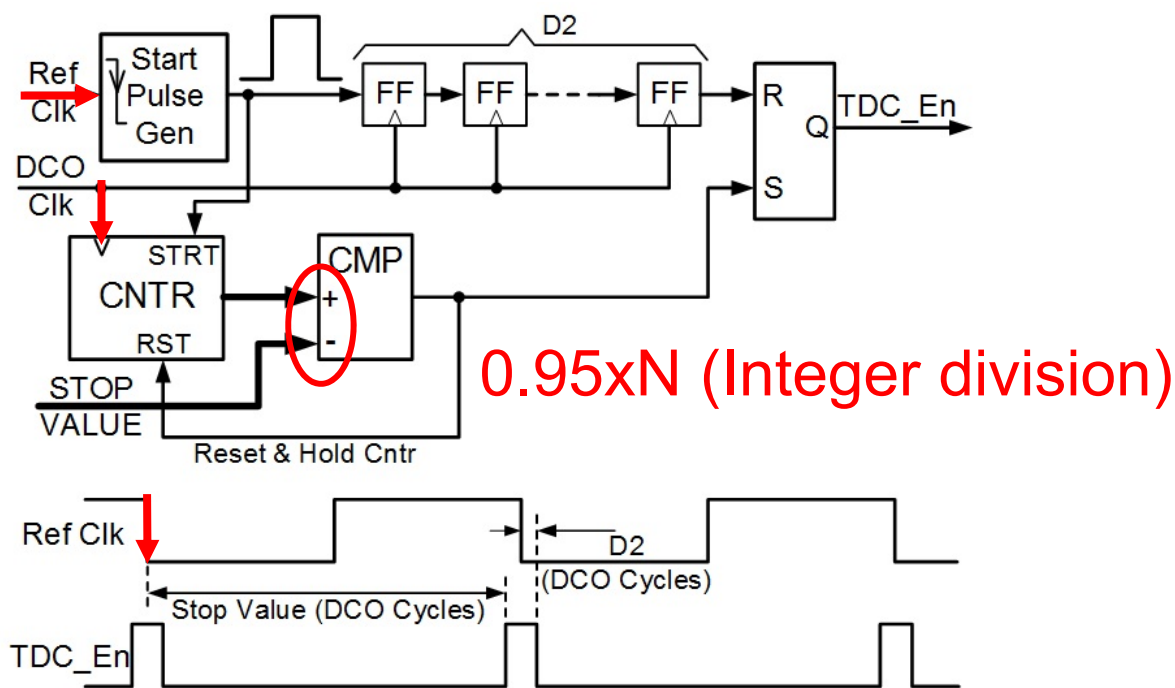 D2
Ref
Clk
Start
Pulse
Gen
FF
FF
FF
R
Q
S
TDC_En
DCO
Clk
STRT
CNTR
RST
CMP
+
-
0.95xN (Integer division)
STOP
VALUE
Reset & Hold Cntr
Ref Clk
D2
(DCO Cycles)
Stop Value (DCO Cycles)
TDC_En